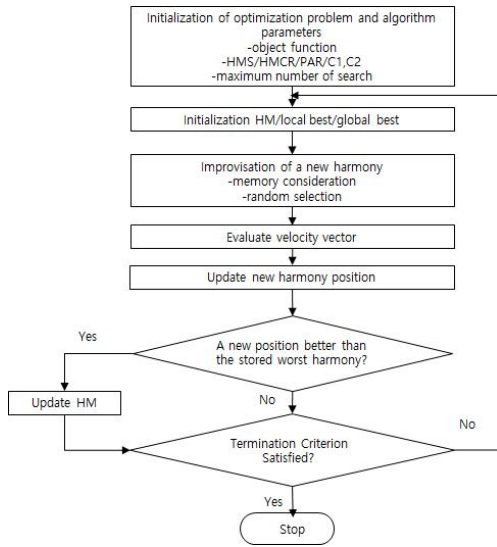 Initialization of optimization problem and algorithm
parameters
-object function
-HMS/HMCR/PAR/C1,C2
-maximum number of search
Initialization HM/local best/global best
Improvisation of a new harmony
-memory consideration
-random selection
Evaluate velocity vector
Update new harmony position
Yes
A new position better than
the stored worst harmony?
Update HM
No
No
Termination Criterion
Satisfied?
Yes
Stop